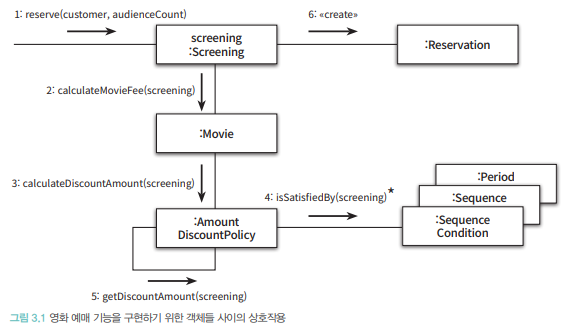 1: reserve(customer, audienceCount)
6: «create»
screening
:Screening
:Reservation
2: calculateMovieFee(screening)
:Movie
3: calculateDiscountAmount(screening)
4: isSatisfiedBy(screening)*
:Period
:Sequence
:Sequence
Condition
:Amount
DiscountPolicy
5: getDiscountAmount(screening)
그림 3.1 영화 예매 기능을 구현하기 위한 객체들 사이의 상호작용